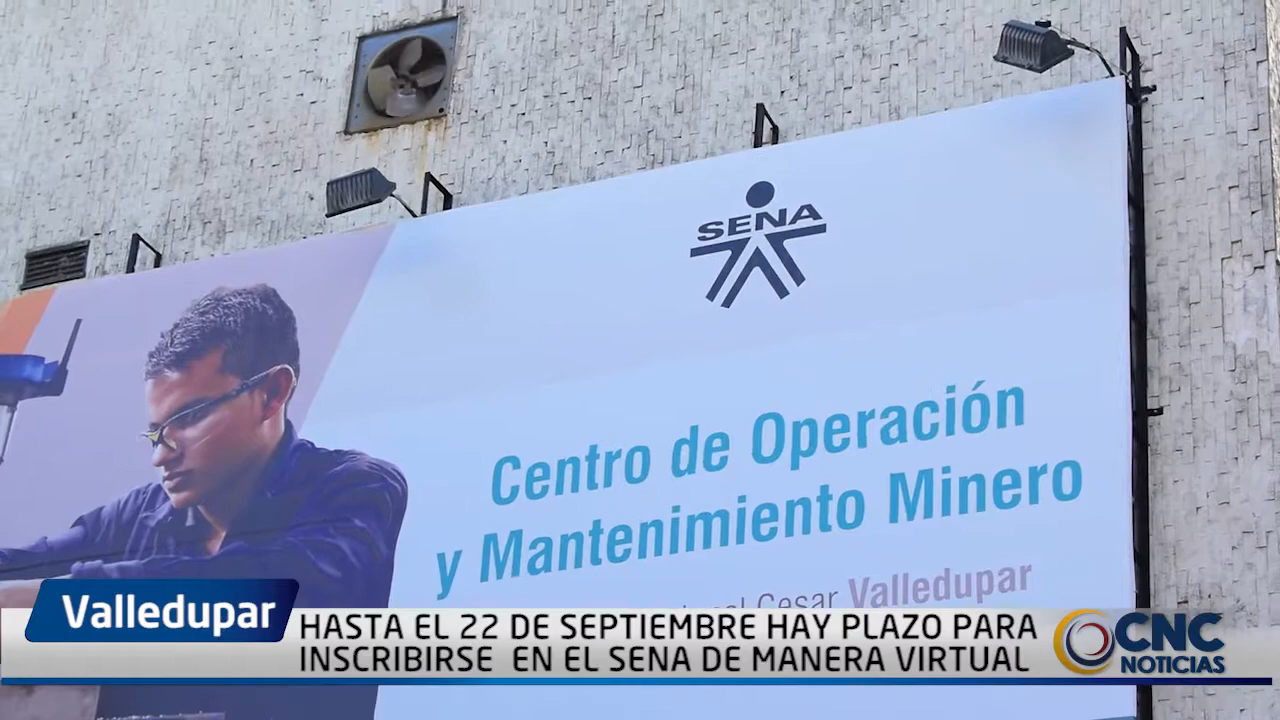 SENA
Centro de Operación
y Mantenimiento Minero
Cesar Valledupar
Valledupar
HASTA EL 22 DE SEPTIEMBRE HAY PLAZO PARA
INSCRIBIRSE EN EL SENA DE MANERA VIRTUAL
CNC
NOTICIAS